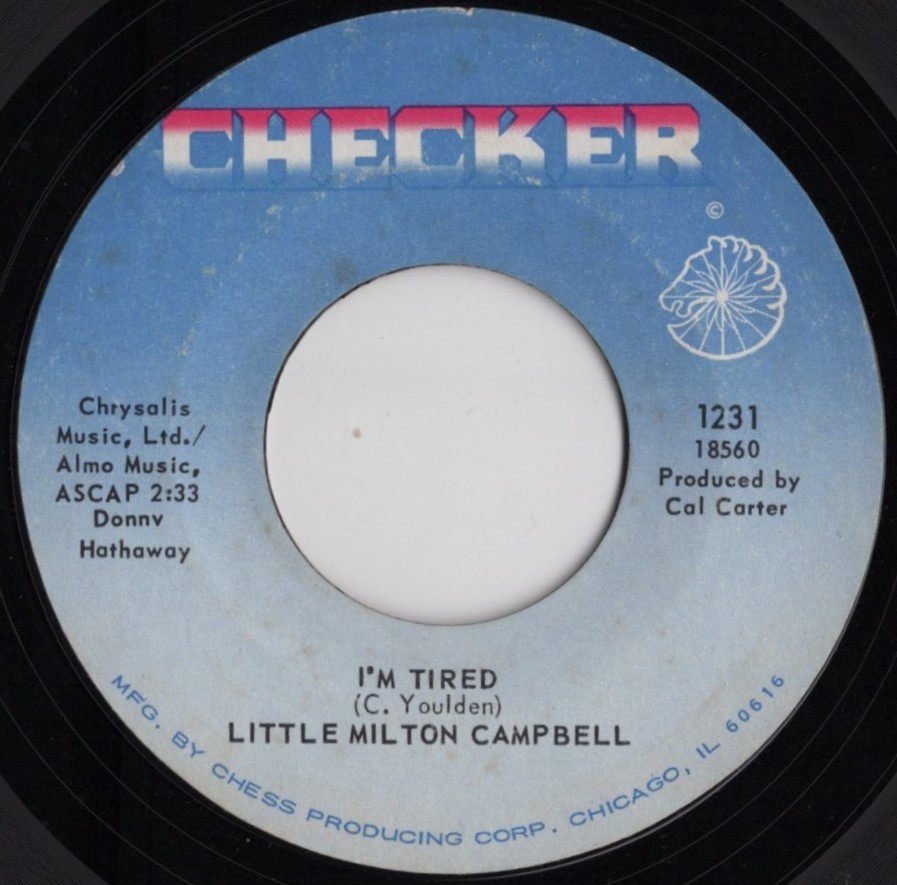 CHECKER
©
Chrysalis
Music, Ltd./
Almo Music,
ASCAP 2:33
Donnv
Hathaway
1231
18560
Produced by
Cal Carter
I'M TIRED
(C. Youlden)
LITTLE MILTON CAMPBELL
MFG. BY CHESS PRODUCING CORP. CHICAGO, IL 60616